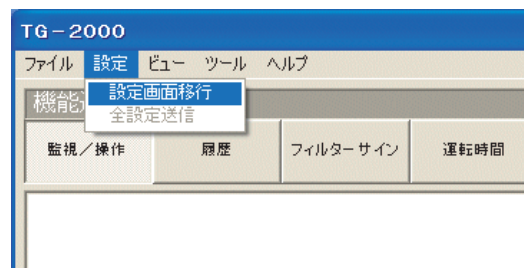 TG-2000
ファイル 設定 ビュー ツール ヘルプ
設定画面移行
機能
全設定送信
監視／操作 履歴 フィルターサイン 運転時間